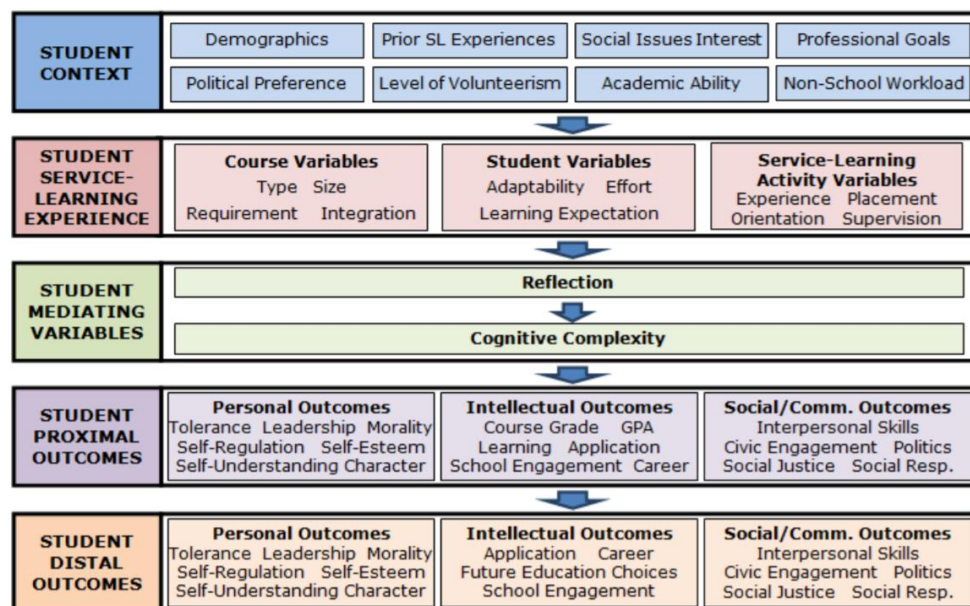 STUDENT
CONTEXT
Demographics
Prior SL Experiences
Social Issues Interest
Professional Goals
Political Preference
Level of Volunteerism
Academic Ability
Non-School Workload
STUDENT
SERVICE-
LEARNING
EXPERIENCE
Course Variables
Type Size
Requirement Integration
Student Variables
Adaptability Effort
Learning Expectation
Service-Learning
Activity Variables
Experience Placement
Orientation Supervision
STUDENT
MEDIATING
VARIABLES
Reflection
Cognitive Complexity
STUDENT
PROXIMAL
OUTCOMES
Personal Outcomes
Tolerance Leadership Morality
Self-Regulation Self-Esteem
Self-Understanding Character
Intellectual Outcomes
Course Grade GPA
Learning Application
School Engagement Career
Social/Comm. Outcomes
Interpersonal Skills
Civic Engagement Politics
Social Justice Social Resp.
STUDENT
DISTAL
OUTCOMES
Personal Outcomes
Tolerance Leadership Morality
Self-Regulation Self-Esteem
Self-Understanding Character
Intellectual Outcomes
Application Career
Future Education Choices
School Engagement
Social/Comm. Outcomes
Interpersonal Skills
Civic Engagement Politics
Social Justice Social Resp.